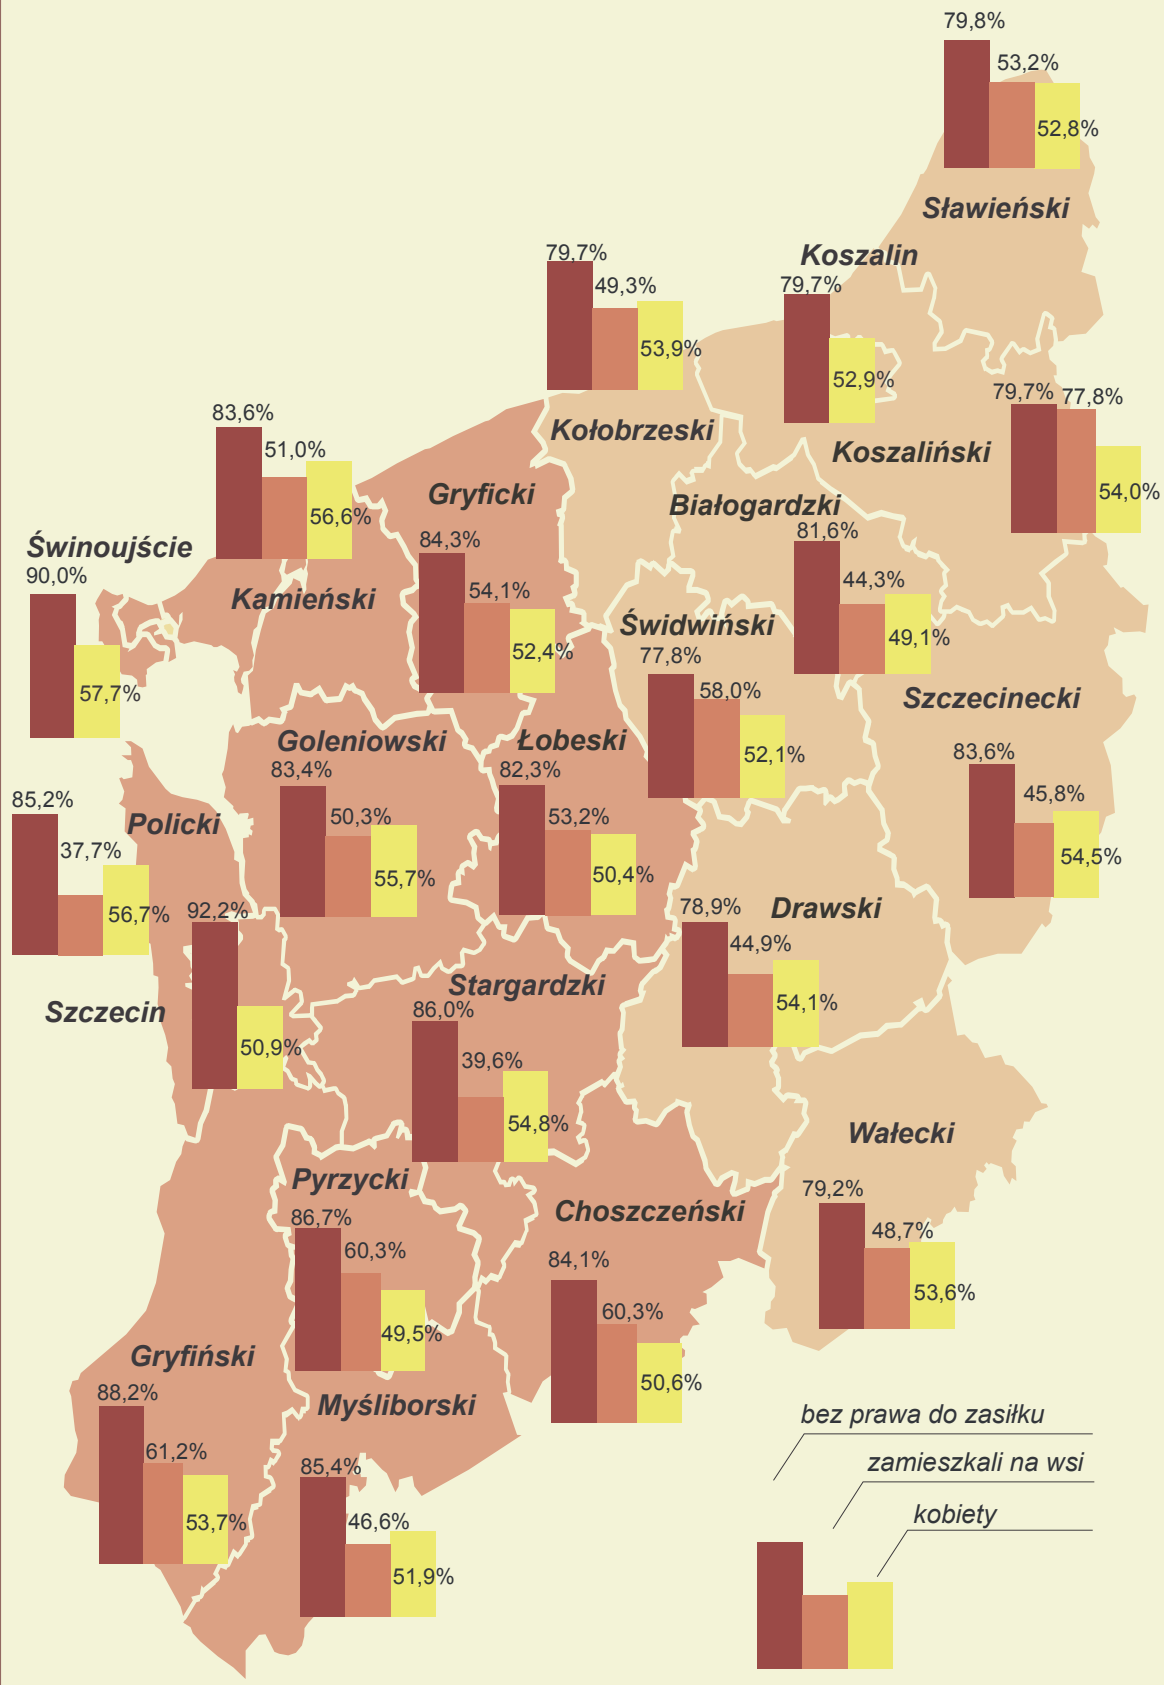 79,8%
53,2%
52,8%
Sławieński
Koszalin
79,7%
52,9%
79,7%
49,3%
53,9%
Kołobrzeski
79,7%
77,8%
54,0%
Koszaliński
83,6%
51,0%
56,6%
Kamieński
Gryficki
84,3%
54,1%
52,4%
Białogardzki
81,6%
44,3%
49,1%
Świnoujście
90,0%
57,7%
Świdwiński
77,8%
58,0%
52,1%
Szczecinecki
83,6%
45,8%
54,5%
Goleniowski
83,4%
50,3%
55,7%
Łobeski
82,3%
53,2%
50,4%
85,2%
37,7%
56,7%
Policki
92,2%
50,9%
Szczecin
Drawski
78,9%
44,9%
54,1%
Stargardzki
86,0%
39,6%
54,8%
Wałecki
79,2%
48,7%
53,6%
Pyrzycki
86,7%
60,3%
49,5%
Choszczeński
84,1%
60,3%
50,6%
Gryfiński
88,2%
61,2%
53,7%
Myśliborski
85,4%
46,6%
51,9%
bez prawa do zasiłku
zamieszkali na wsi
kobiety